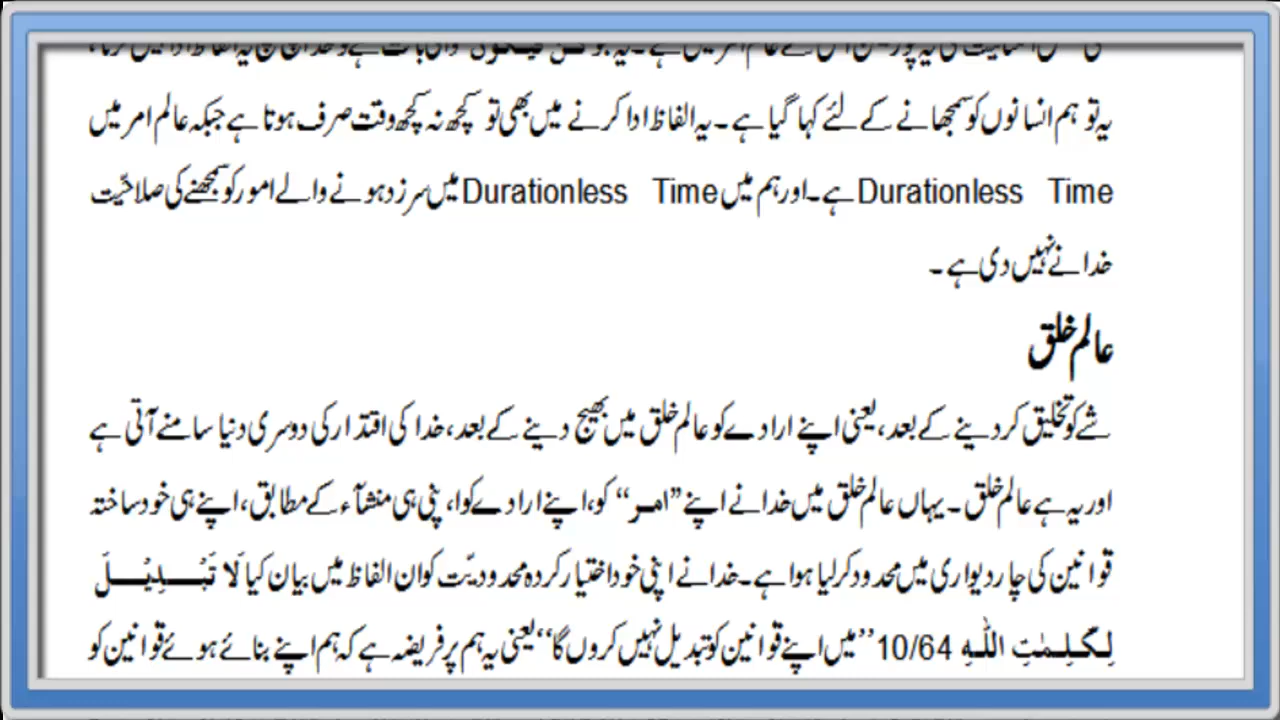 یہ تو ہم انسانوں کو سمجھانے کے لئے کہا گیا ہے۔ یہ الفاظ ادا کرنے میں بھی تو کچھ نہ کچھ وقت صرف ہوتا ہے جبکہ عالم امر میں
Durationless Time ہے۔ اور ہم میں Durationless Time میں سرزد ہونے والے امور کو سمجھنے کی صلاحیّت
خدا نے نہیں دی ہے۔
عالم خلق
شے کو تخلیق کر دینے کے بعد، یعنی اپنے ارادے کو عالم خلق میں بھیج دینے کے بعد، خدا کی اقتدار کی دوسری دنیا سامنے آتی ہے
اور یہ ہے عالم خلق۔ یہاں عالم خلق میں خدا نے اپنے ”امر“ کو، اپنے ارادے کو ا، پنی ہی منشآء کے مطابق، اپنے ہی خود ساختہ
قوانین کی چار دیواری میں محدود کر لیا ہوا ہے۔ خدا نے اپنی خود اختیار کردہ محدودیّت کو ان الفاظ میں بیان کیا لَا تَبْدِیْلَ
لِکَلِمٰتِ اللّٰہِ 10/64 ”میں اپنے قوانین کو تبدیل نہیں کروں گا“ یعنی یہ ہم پر فریضہ ہے کہ ہم اپنے بنائے ہوئے قوانین کو